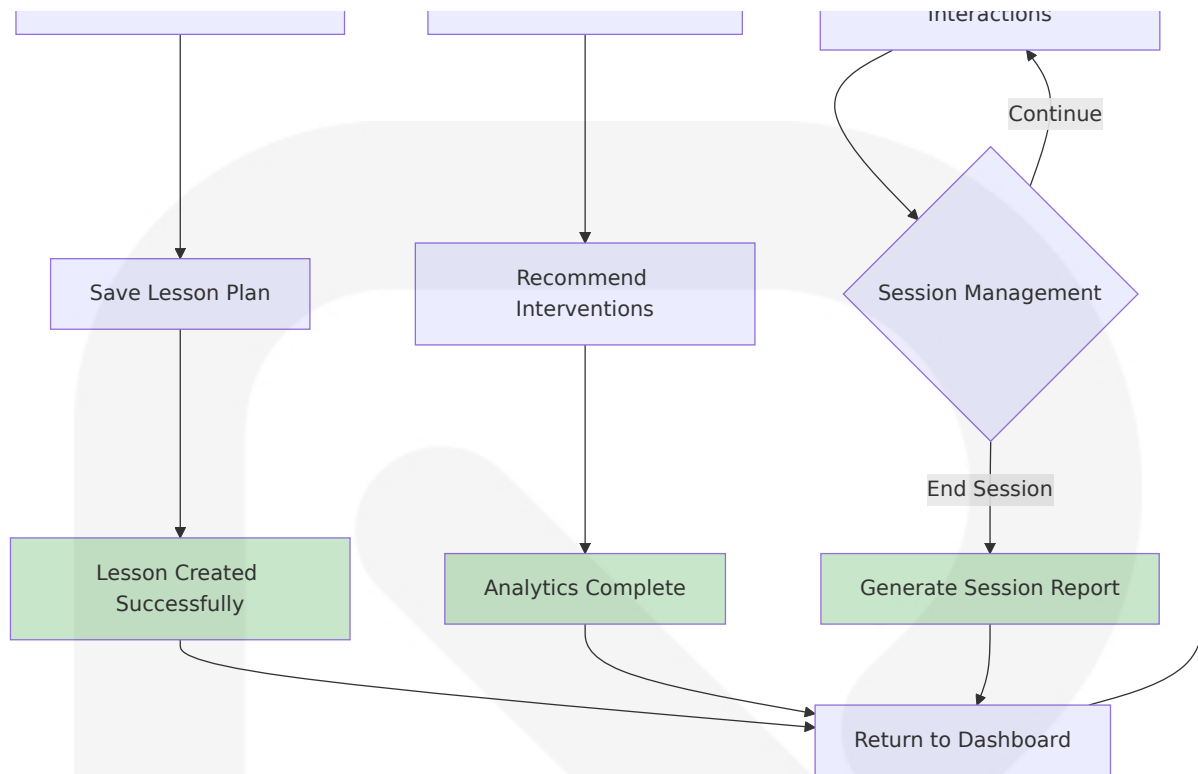 Interactions
Continue
Save Lesson Plan
Recommend
Interventions
Session Management
End Session
Lesson Created
Successfully
Analytics Complete
Generate Session Report
Return to Dashboard